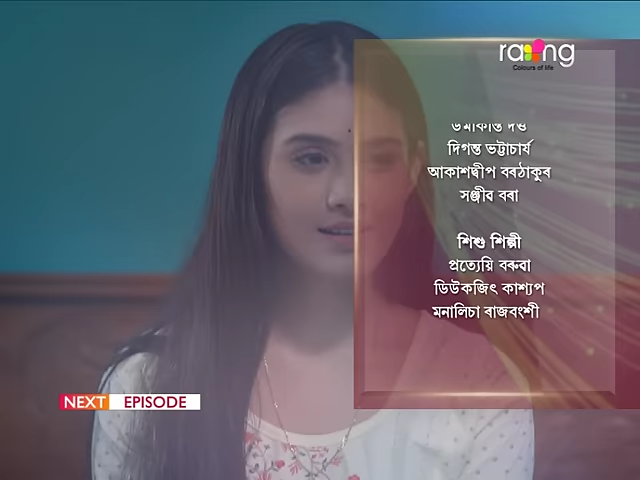 rang
Colours of life
দিগন্ত ভট্টাচার্য
আকাশদ্বীপ বৰঠাকুৰ
সঞ্জীৱ বৰা
শিশু শিল্পী
প্ৰত্যেয়ি বৰুৱা
ডিউকজিৎ কাশ্যপ
মনালিচা ৰাজবংশী
NEXT EPISODE